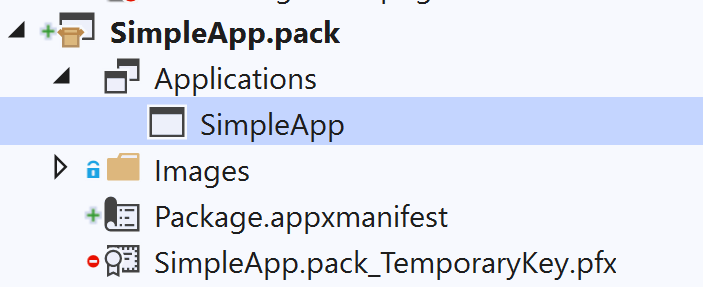 SimpleApp.pack
Applications
SimpleApp
Images
Package.appxmanifest
SimpleApp.pack_TemporaryKey.pfx